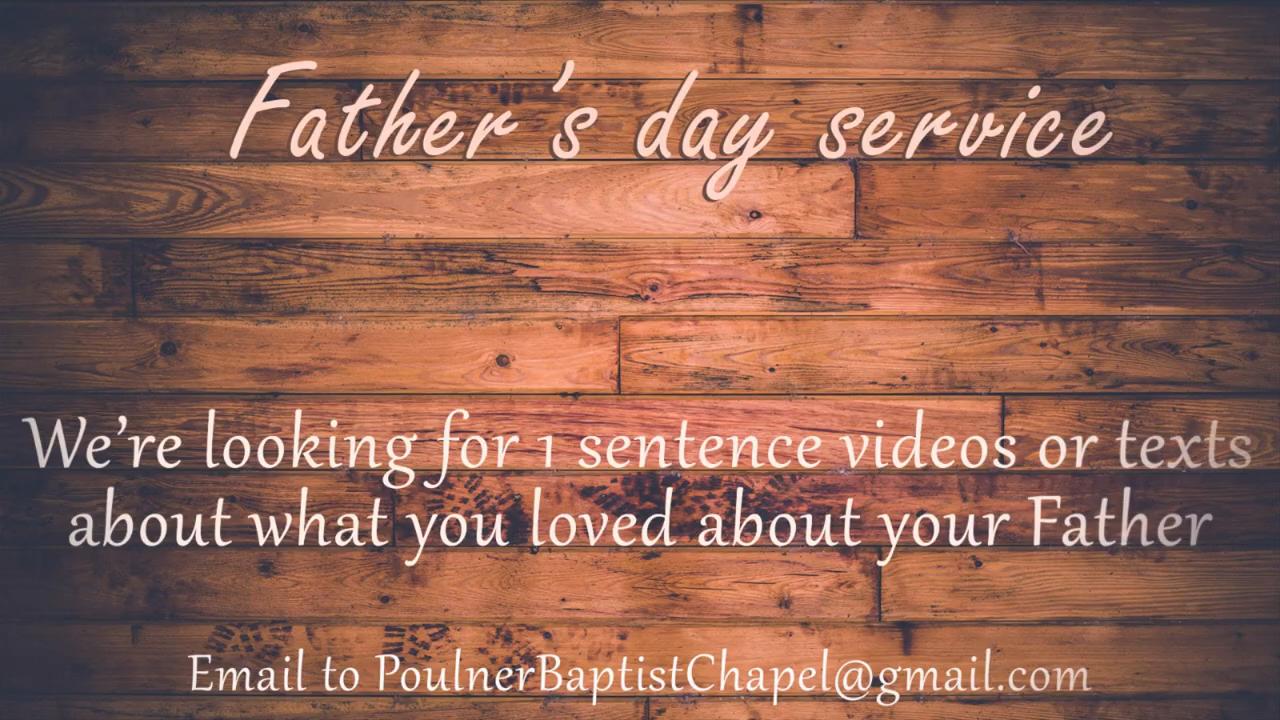 Father's day service
We're looking for 1 sentence videos or texts
about what you loved about your Father
Email to PoulnerBaptistChapel@gmail.com